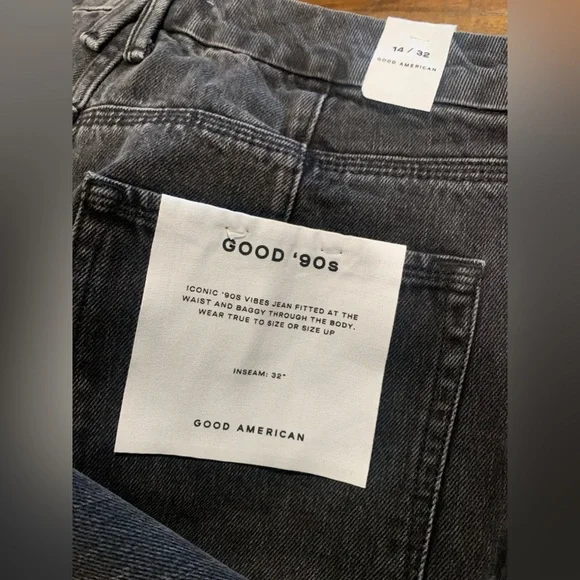 14 / 32
GOOD AMERICAN
GOOD '90s
ICONIC '90S VIBES JEAN FITTED AT THE
WAIST AND BAGGY THROUGH THE BODY.
WEAR TRUE TO SIZE OR SIZE UP
INSEAM: 32"
GOOD AMERICAN